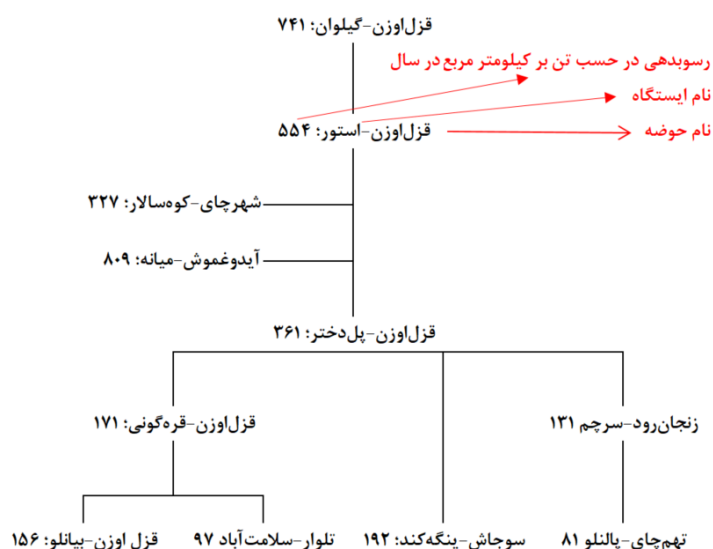 قزل‌اوزن-گیلوان: ۷۴۱
رسوبدهی در حسب تن بر کیلومتر مربع در سال
نام ایستگاه
قزل‌اوزن-استور: ۵۵۴
نام حوضه
شهرچای-کوه‌سالار: ۳۲۷
آیدوغموش-میانه: ۸۰۹
قزل‌اوزن-پل‌دختر: ۳۶۱
زنجان‌رود-سرچم ۱۳۱
قزل‌اوزن-قره‌گونی: ۱۷۱
تهم‌چای-پالنلو ۸۱
سوجاش-ینگه‌کند: ۱۹۲
تلوار-سلامت‌آباد ۹۷
قزل اوزن-بیانلو: ۱۵۶